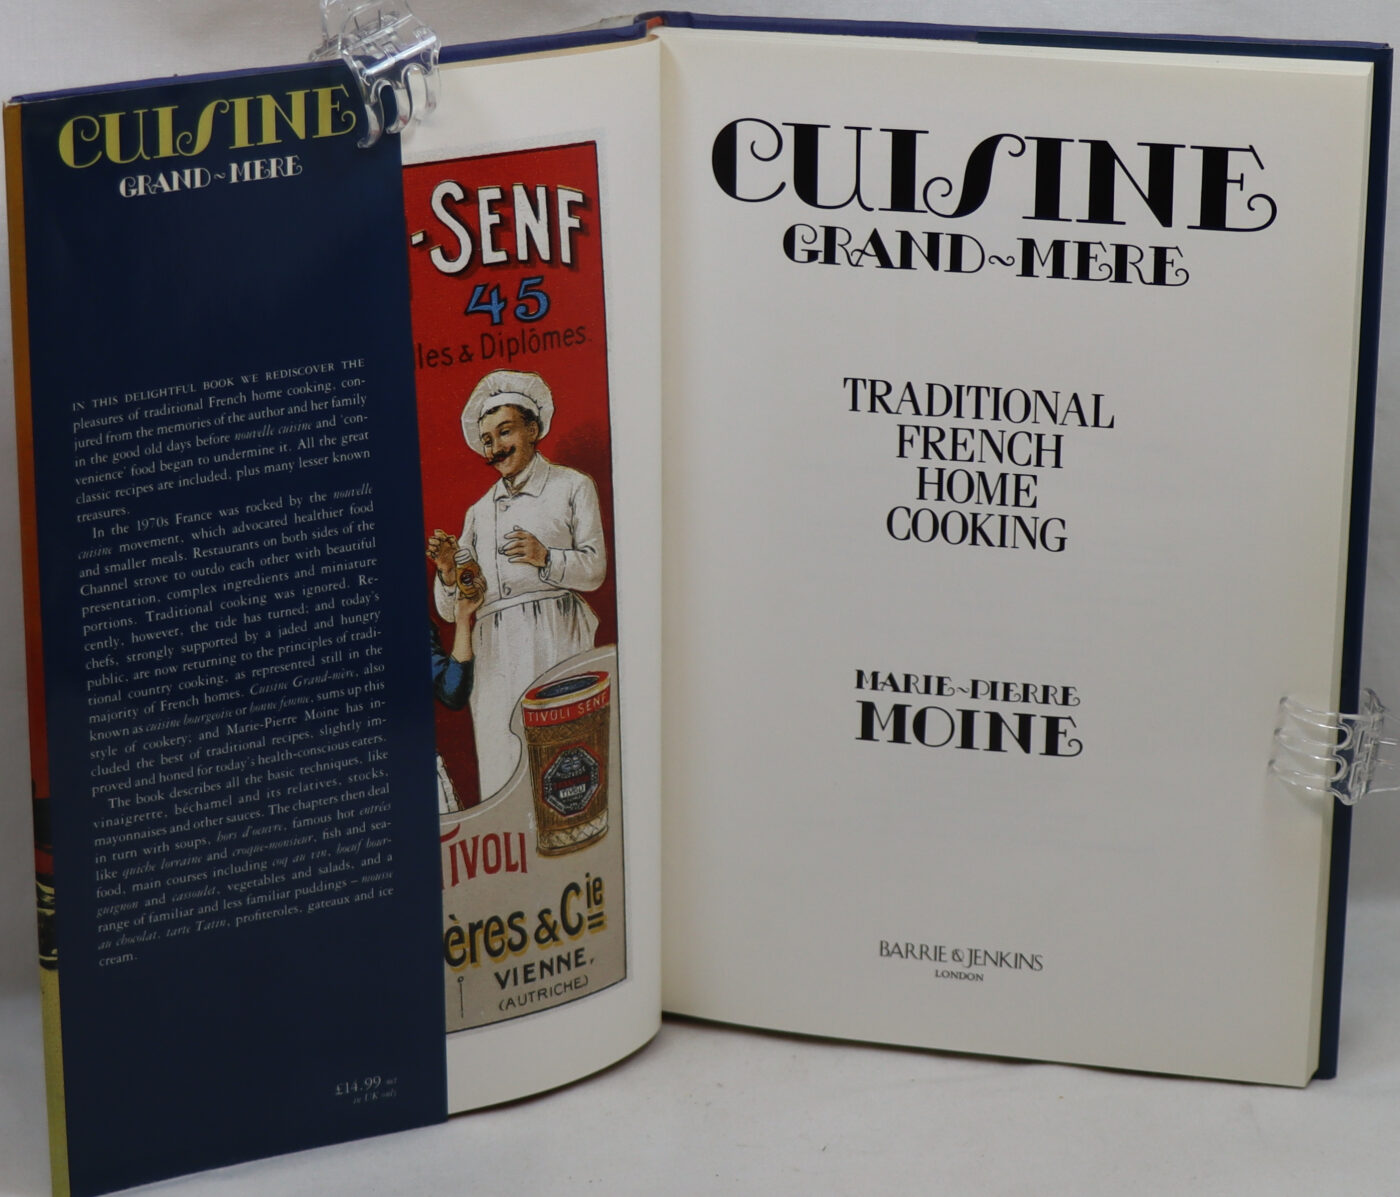 CUISINE
GRAND~MERE
IN THIS DELIGHTFUL BOOK WE REDISCOVER THE
pleasures of traditional French home cooking, con-
jured from the memories of the author and her family
in the good old days before nouvelle cuisine and 'con-
venience' food began to undermine it. All the great
classic recipes are included, plus many lesser known
treasures.
In the 1970s France was rocked by the nouvelle
cuisine movement, which advocated healthier food
and smaller meals. Restaurants on both sides of the
Channel strove to outdo each other with beautiful
presentation, complex ingredients and miniature
portions. Traditional cooking was ignored. Re-
cently, however, the tide has turned; and today's
chefs, strongly supported by a jaded and hungry
public, are now returning to the principles of tradi-
tional country cooking, as represented still in the
majority of French homes. Cuisine Grand-mère, also
known as cuisine bourgeoise or bonne femme, sums up this
style of cookery; and Marie-Pierre Moine has in-
cluded the best of traditional recipes, slightly im-
proved and honed for today's health-conscious eaters.
The book describes all the basic techniques, like
vinaigrette, béchamel and its relatives, stocks,
mayonnaises and other sauces. The chapters then deal
in turn with soups, hors d'oeuvre, famous hot entrées
like quiche lorraine and croque-monsieur, fish and sea-
food, main courses including coq au vin, boeuf bour-
guignon and cassoulet, vegetables and salads, and a
range of familiar and less familiar puddings – mousse
au chocolat, tarte Tatin, profiteroles, gateaux and ice
cream.
£14.99 net
in UK only
-SENF
45
lles & Diplômes.
TIVOLI SENF
TIVOLI
TIVOLI
ères & Cie
VIENNE,
(AUTRICHE)
CUISINE
GRAND~MERE
TRADITIONAL
FRENCH
HOME
COOKING
MARIE~PIERRE
MOINE
BARRIE & JENKINS
LONDON